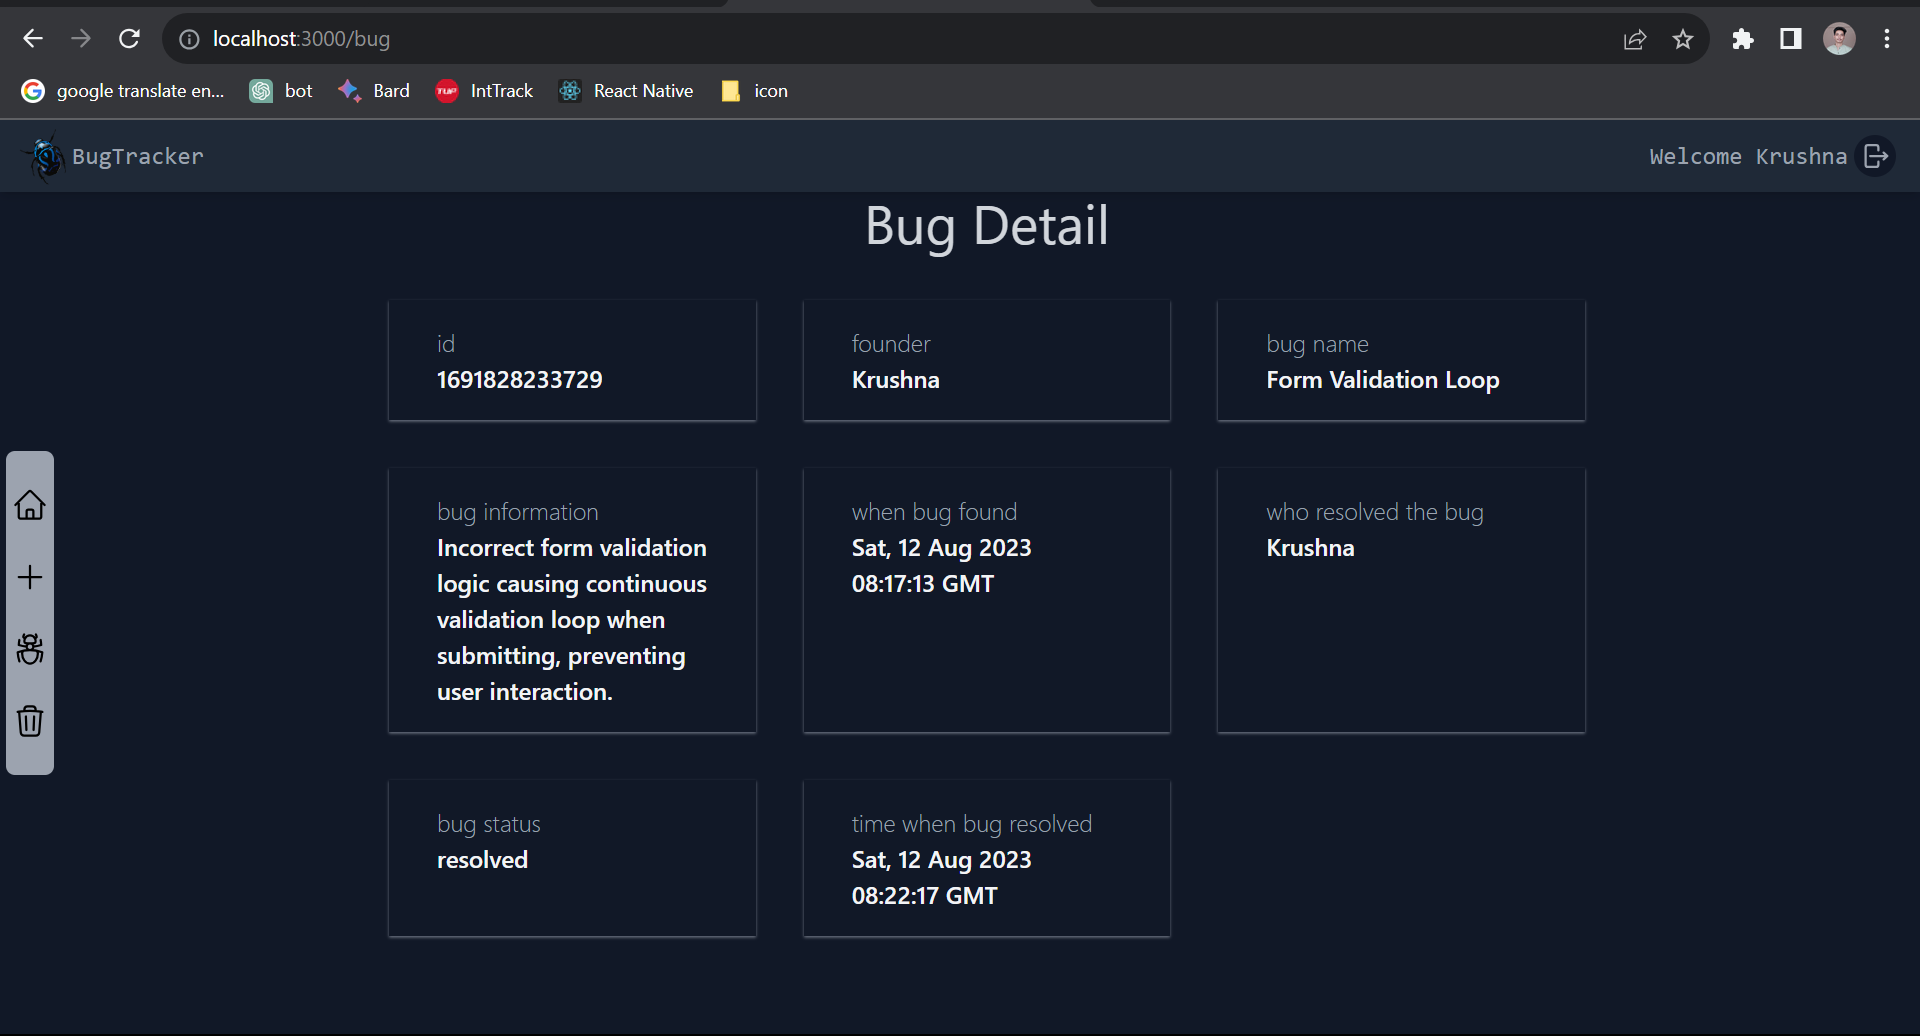 localhost:3000/bug
google translate en... bot Bard TUF IntTrack React Native icon
BugTracker Welcome Krushna
Bug Detail
id
1691828233729
founder
Krushna
bug name
Form Validation Loop
bug information
Incorrect form validation
logic causing continuous
validation loop when
submitting, preventing
user interaction.
when bug found
Sat, 12 Aug 2023
08:17:13 GMT
who resolved the bug
Krushna
bug status
resolved
time when bug resolved
Sat, 12 Aug 2023
08:22:17 GMT